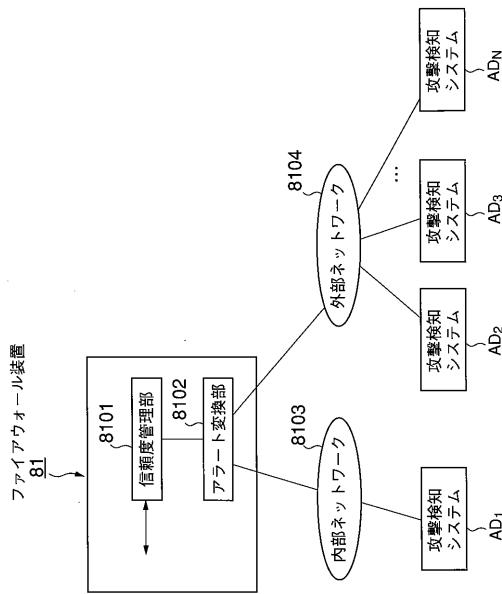 ファイアウォール装置
81
8101
信頼度管理部
8102
アラート変換部
8103
内部ネットワーク
8104
外部ネットワーク
攻撃検知
システム
AD1
攻撃検知
システム
AD2
攻撃検知
システム
AD3
…
攻撃検知
システム
ADN